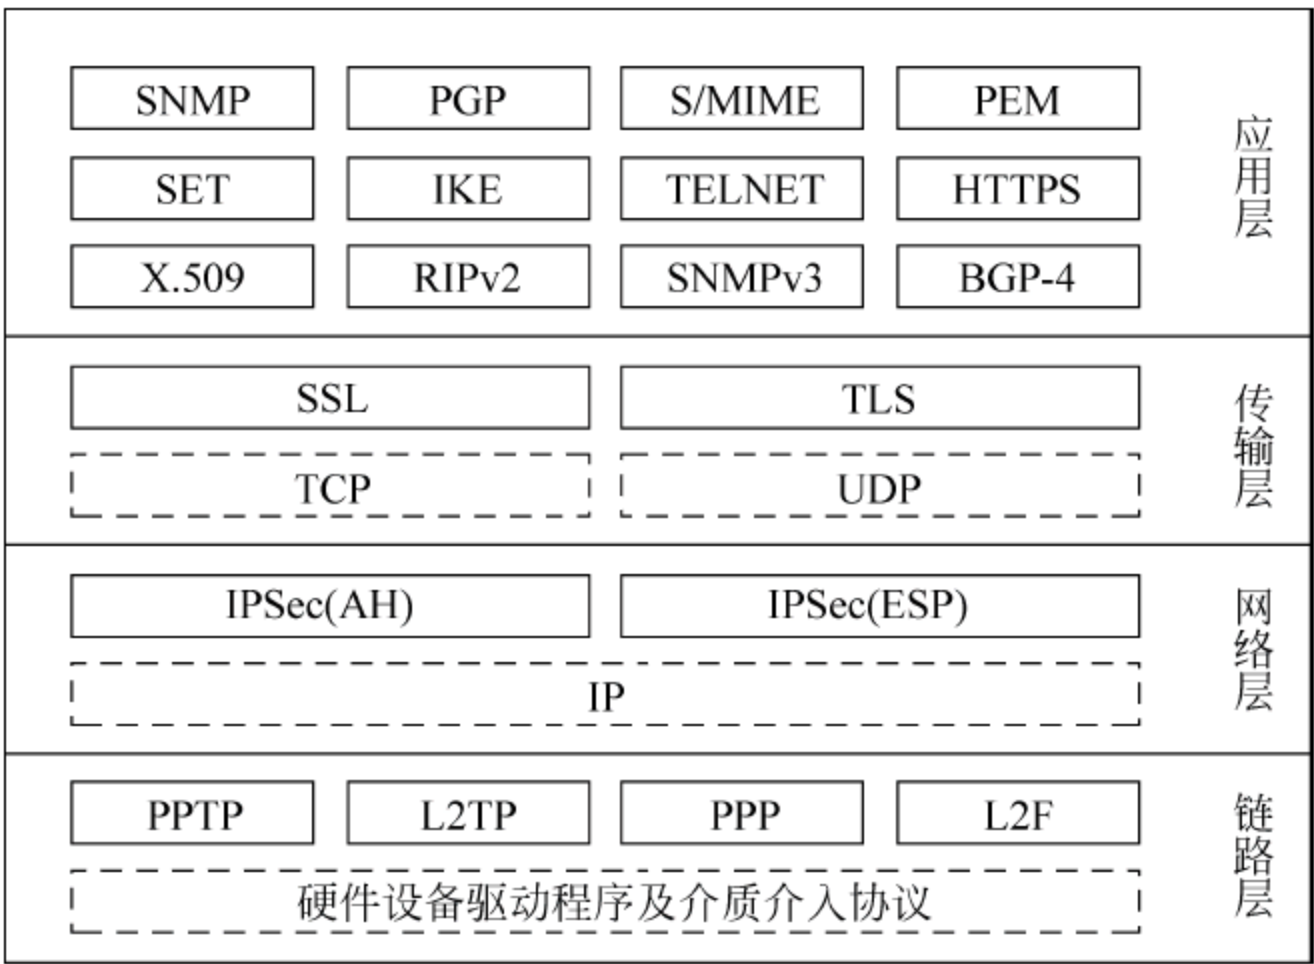 SNMP PGP S/MIME PEM
SET IKE TELNET HTTPS
X.509 RIPv2 SNMPv3 BGP-4
应用层
SSL TLS
TCP UDP
传输层
IPSec(AH) IPSec(ESP)
IP
网络层
PPTP L2TP PPP L2F
硬件设备驱动程序及介质介入协议
链路层